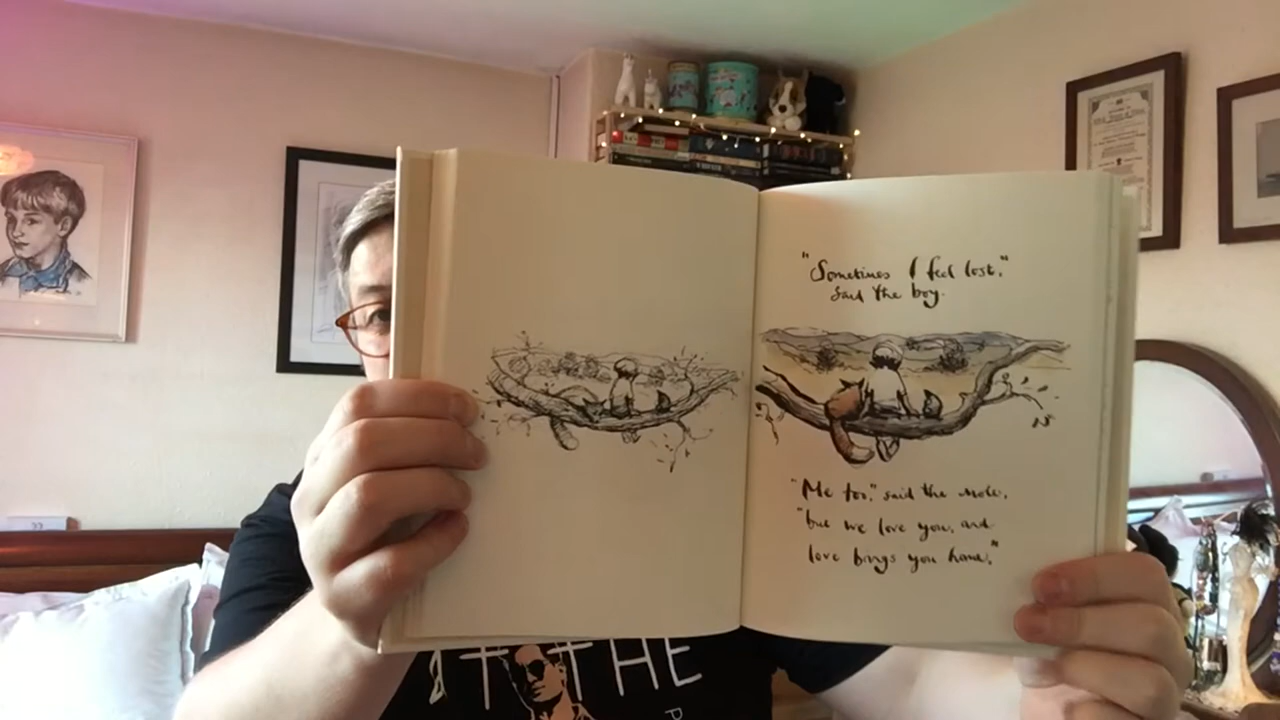 "Sometimes I feel lost,"
said the boy.
"Me too," said the mole,
"but we love you, and
love brings you home."
THE